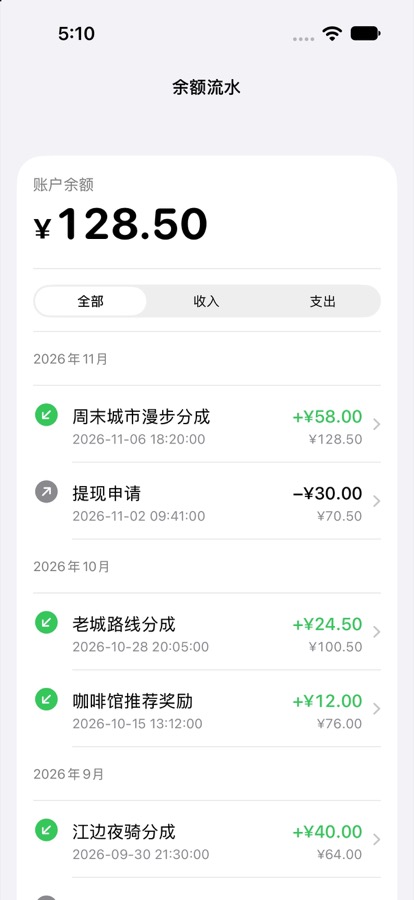 5:10
余额流水
账户余额
¥128.50
全部 收入 支出
2026年11月
周末城市漫步分成 +¥58.00
2026-11-06 18:20:00 ¥128.50
提现申请 −¥30.00
2026-11-02 09:41:00 ¥70.50
2026年10月
老城路线分成 +¥24.50
2026-10-28 20:05:00 ¥100.50
咖啡馆推荐奖励 +¥12.00
2026-10-15 13:12:00 ¥76.00
2026年9月
江边夜骑分成 +¥40.00
2026-09-30 21:30:00 ¥64.00